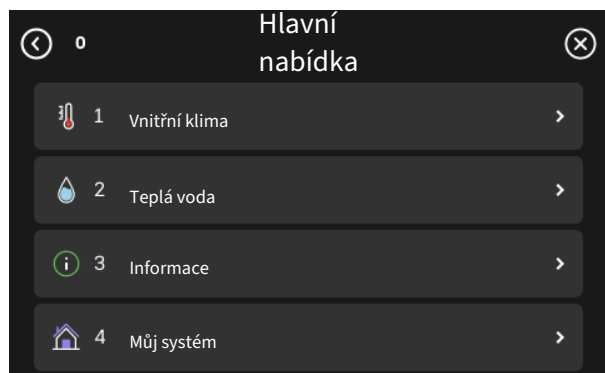 0
Hlavní
nabídka
1 Vnitřní klima
2 Teplá voda
3 Informace
4 Můj systém